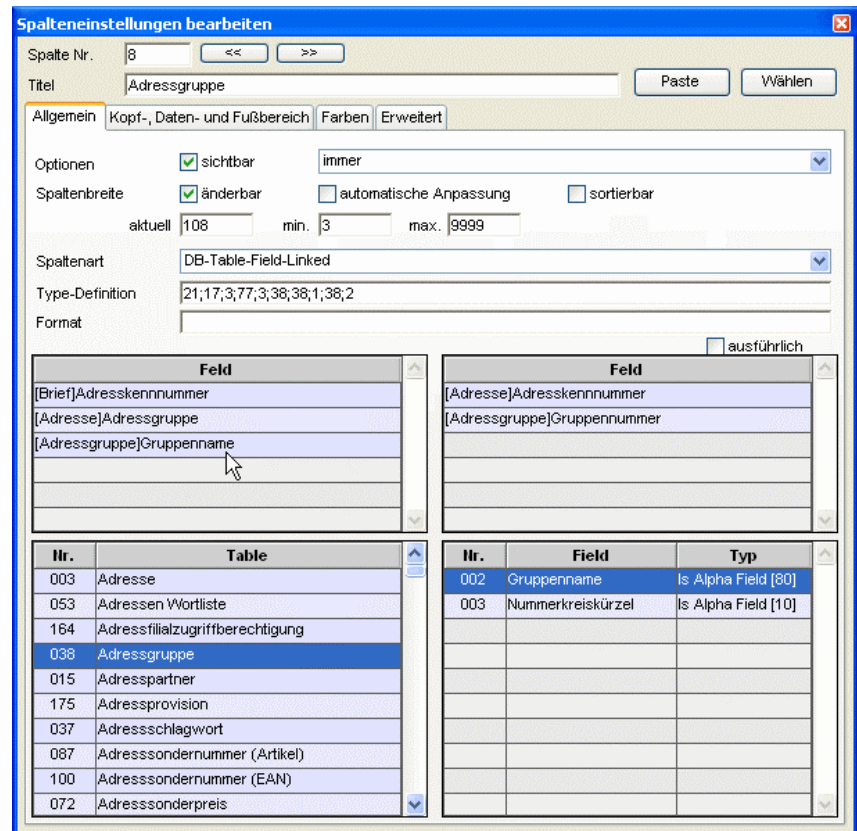 Spalteneinstellungen bearbeiten
Spalte Nr. 8 << >>
Titel Adressgruppe Paste Wählen
Allgemein Kopf-, Daten- und Fußbereich Farben Erweitert
Optionen sichtbar immer
Spaltenbreite änderbar automatische Anpassung sortierbar
aktuell 108 min. 3 max. 9999
Spaltenart DB-Table-Field-Linked
Type-Definition 21;17;3;77;3;38;38;1;38;2
Format
ausführlich
Feld Feld
[Brief]Adresskennnummer [Adresse]Adresskennnummer
[Adresse]Adressgruppe [Adressgruppe]Gruppennummer
[Adressgruppe]Gruppenname
Nr. Table Nr. Field Typ
003 Adresse 002 Gruppenname Is Alpha Field [80]
053 Adressen Wortliste 003 Nummerkreiskürzel Is Alpha Field [10]
164 Adressfilialzugriffberechtigung
038 Adressgruppe
015 Adresspartner
175 Adressprovision
037 Adressschlagwort
087 Adresssondernummer (Artikel)
100 Adresssondernummer (EAN)
072 Adresssonderpreis